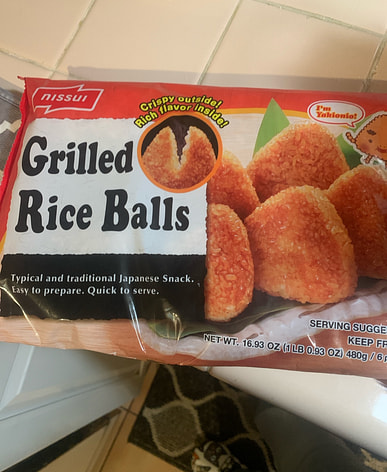 nissui
Crispy outside!
Rich flavor inside!
I'm
Yakionio!
Grilled
Rice Balls
Typical and traditional Japanese Snack.
Easy to prepare. Quick to serve.
SERVING SUGGE
KEEP FR
NET. WT. 16.93 OZ (1 LB 0.93 OZ) 480g / 6 p